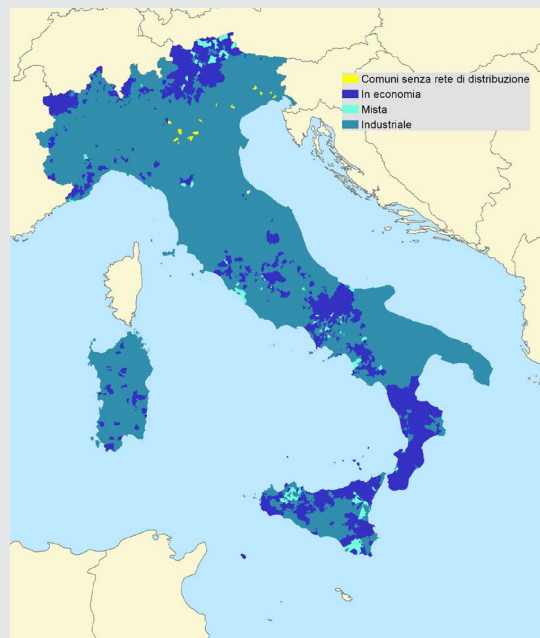 Comuni senza rete di distribuzione
In economia
Mista
Industriale